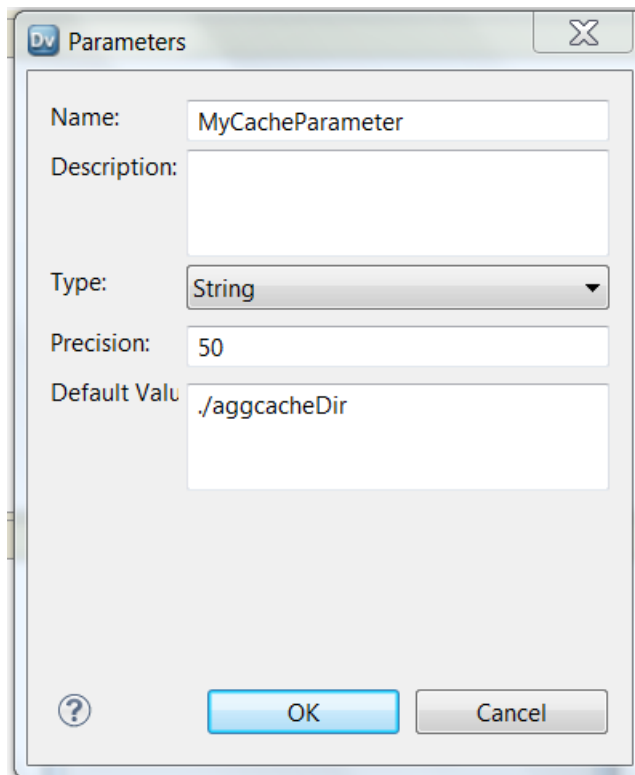 Dv Parameters
Name: MyCacheParameter
Description:
Type: String
Precision: 50
Default Valu ./aggcacheDir
? OK Cancel